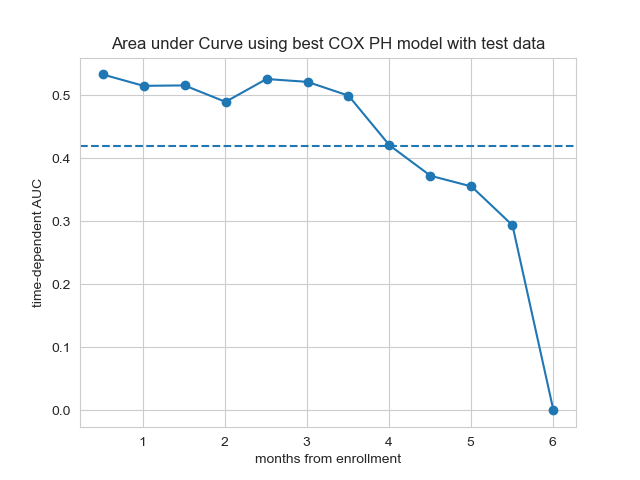 Area under Curve using best COX PH model with test data
time-dependent AUC
0.5
0.4
0.3
0.2
0.1
0.0
1 2 3 4 5 6
months from enrollment